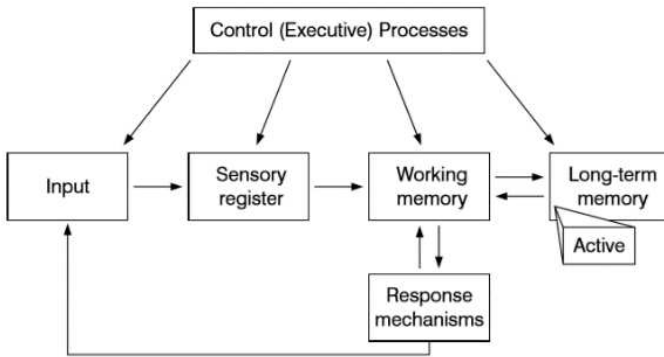 Control (Executive) Processes
Input
Sensory
register
Working
memory
Long-term
memory
Active
Response
mechanisms